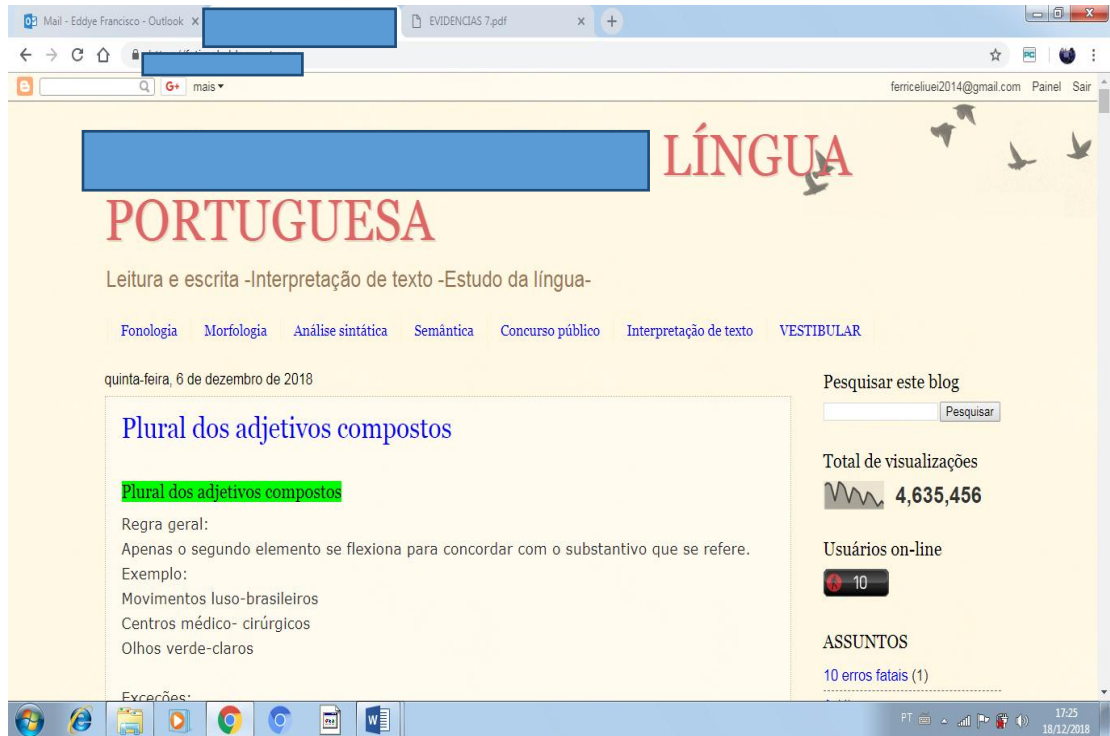 Mail - Eddye Francisco - Outlook
EVIDENCIAS 7.pdf
G+ mais
ferriceliuei2014@gmail.com Painel Sair
LÍNGUA
PORTUGUESA
Leitura e escrita -Interpretação de texto -Estudo da língua-
Fonologia Morfologia Análise sintática Semântica Concurso público Interpretação de texto VESTIBULAR
quinta-feira, 6 de dezembro de 2018
Plural dos adjetivos compostos
Plural dos adjetivos compostos
Regra geral:
Apenas o segundo elemento se flexiona para concordar com o substantivo que se refere.
Exemplo:
Movimentos luso-brasileiros
Centros médico- cirúrgicos
Olhos verde-claros
Exceções:
Pesquisar este blog
Pesquisar
Total de visualizações
4,635,456
Usuários on-line
10
ASSUNTOS
10 erros fatais (1)
PT
17:25
18/12/2018